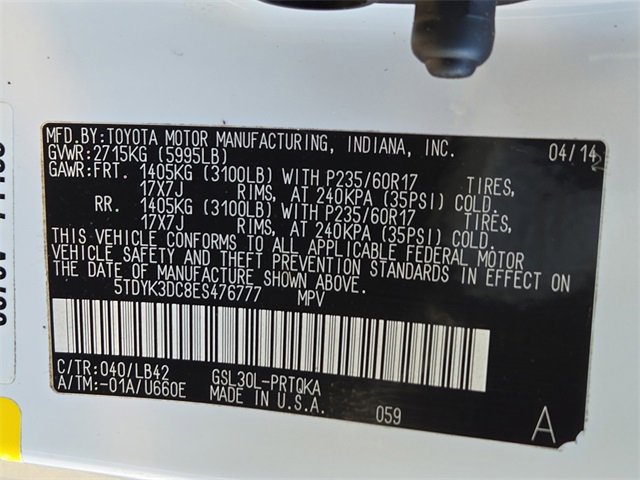 MFD.BY:TOYOTA MOTOR MANUFACTURING, INDIANA, INC. 04/14
GVWR:2715KG (5995LB)
GAWR:FRT. 1405KG (3100LB) WITH P235/60R17 TIRES,
17X7J RIMS, AT 240KPA (35PSI) COLD.
RR. 1405KG (3100LB) WITH P235/60R17 TIRES,
17X7J RIMS, AT 240KPA (35PSI) COLD.
THIS VEHICLE CONFORMS TO ALL APPLICABLE FEDERAL MOTOR
VEHICLE SAFETY AND THEFT PREVENTION STANDARDS IN EFFECT ON
THE DATE OF MANUFACTURE SHOWN ABOVE.
5TDYK3DC8ES476777 MPV
C/TR:040/LB42 GSL30L-PRTQKA
A/TM:-01A/U660E MADE IN U.S.A. 059
A